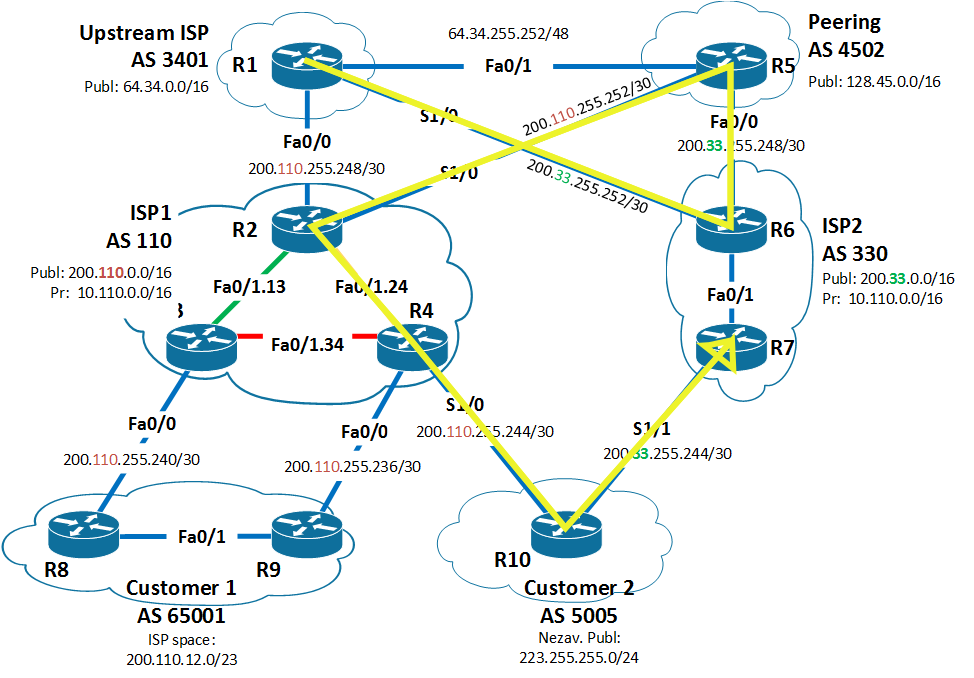 Upstream ISP
AS 3401
Publ: 64.34.0.0/16
R1
64.34.255.252/48
Fa0/1
Peering
AS 4502
R5
Publ: 128.45.0.0/16
S1/0
200.110.255.252/30
Fa0/0
200.33.255.248/30
Fa0/0
200.110.255.248/30
S1/0
200.33.255.252/30
ISP1
AS 110
Publ: 200.110.0.0/16
Pr: 10.110.0.0/16
R2
R6
ISP2
AS 330
Publ: 200.33.0.0/16
Pr: 10.110.0.0/16
Fa0/1.13
Fa0/1.24
Fa0/1
R4
Fa0/1.34
R7
S1/0
200.110.255.244/30
S1/1
200.33.255.244/30
Fa0/0
200.110.255.240/30
Fa0/0
200.110.255.236/30
R8
Fa0/1
R9
R10
Customer 1
AS 65001
ISP space:
200.110.12.0/23
Customer 2
AS 5005
Nezav. Publ:
223.255.255.0/24